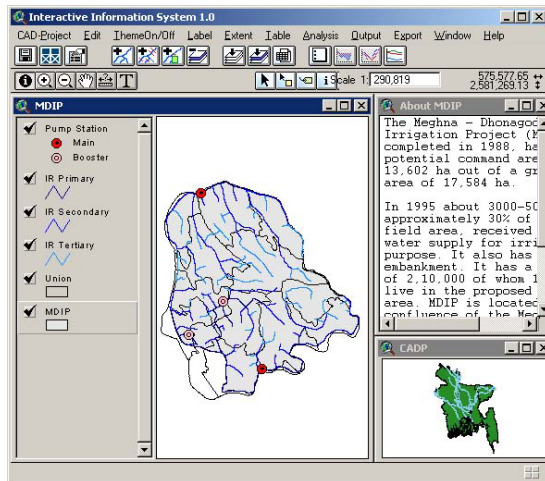 Interactive Information System 1.0
CAD-Project Edit ThemeOn/Off Label Extent Table Analysis Output Export Window Help
T
Scale 1: 290,819
575,577.65
2,581,269.13
MDIP
Pump Station
Main
Booster
IR Primary
IR Secondary
IR Tertiary
Union
MDIP
About MDIP
The Meghna - Dhonagod
Irrigation Project (M
completed in 1988, ha
potential command are
13,602 ha out of a gr
area of 17,584 ha.
In 1995 about 3000-50
approximately 30% of
field area, received
water supply for irri
purpose. It also has
embankment. It has a
of 2,10,000 of whom 1
live in the proposed
area. MDIP is located
confluence of the Meg
CADP